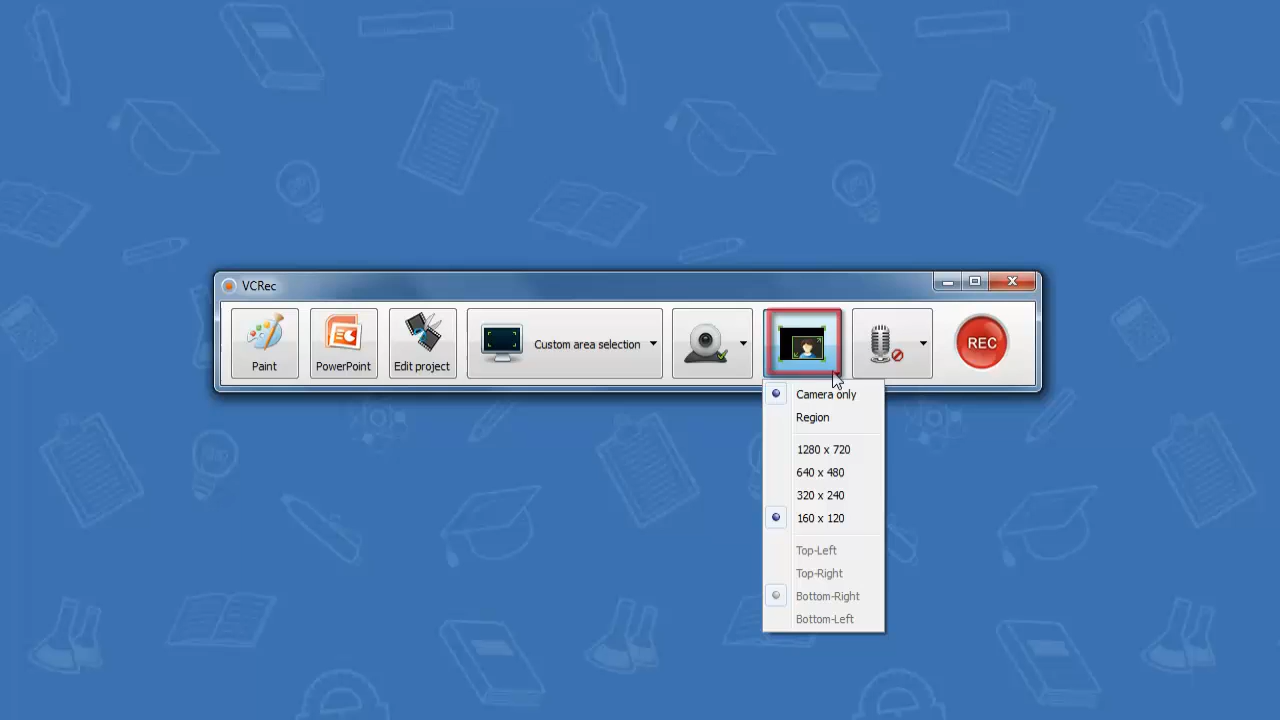 VCRec
Paint
PowerPoint
Edit project
Custom area selection
REC
Camera only
Region
1280 x 720
640 x 480
320 x 240
160 x 120
Top-Left
Top-Right
Bottom-Right
Bottom-Left